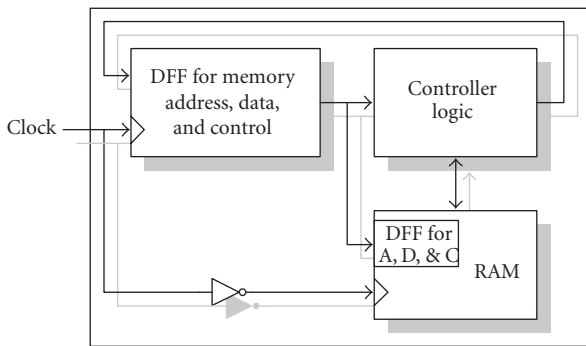 DFF for memory
address, data,
and control
Controller
logic
Clock
DFF for
A, D, & C
RAM